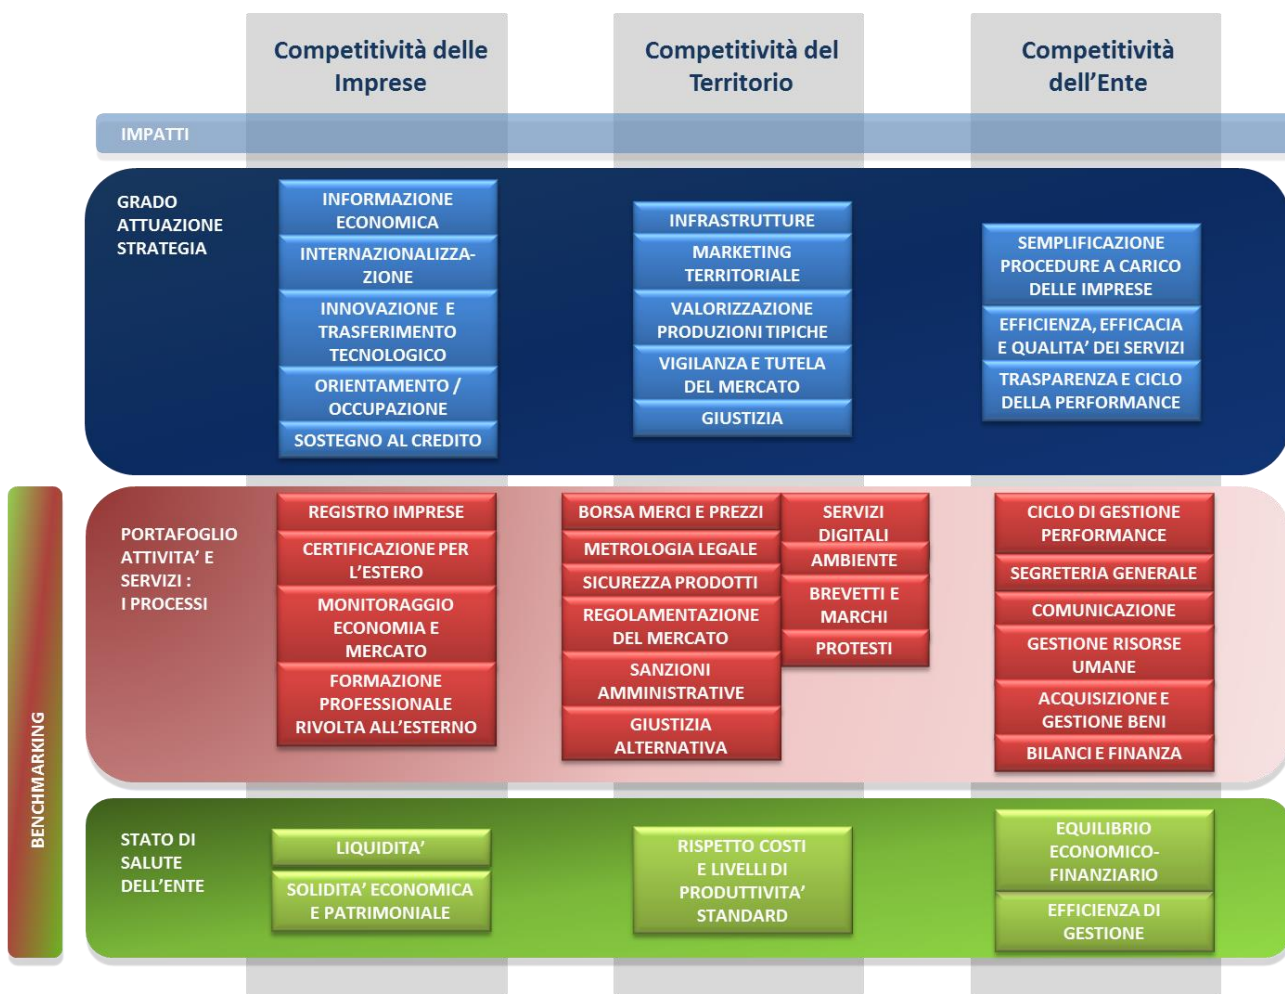 Competitività delle
Imprese
Competitività del
Territorio
Competitività
dell’Ente
IMPATTI
GRADO
ATTUAZIONE
STRATEGIA
INFORMAZIONE
ECONOMICA
INTERNAZIONALIZZA-
ZIONE
INNOVAZIONE E
TRASFERIMENTO
TECNOLOGICO
ORIENTAMENTO /
OCCUPAZIONE
SOSTEGNO AL CREDITO
INFRASTRUTTURE
MARKETING
TERRITORIALE
VALORIZZAZIONE
PRODUZIONI TIPICHE
VIGILANZA E TUTELA
DEL MERCATO
GIUSTIZIA
SEMPLIFICAZIONE
PROCEDURE A CARICO
DELLE IMPRESE
EFFICIENZA, EFFICACIA
E QUALITA’ DEI SERVIZI
TRASPARENZA E CICLO
DELLA PERFORMANCE
BENCHMARKING
PORTAFOGLIO
ATTIVITA’ E
SERVIZI :
I PROCESSI
REGISTRO IMPRESE
CERTIFICAZIONE PER
L’ESTERO
MONITORAGGIO
ECONOMIA E
MERCATO
FORMAZIONE
PROFESSIONALE
RIVOLTA ALL’ESTERNO
BORSA MERCI E PREZZI
METROLOGIA LEGALE
SICUREZZA PRODOTTI
REGOLAMENTAZIONE
DEL MERCATO
SANZIONI
AMMINISTRATIVE
GIUSTIZIA
ALTERNATIVA
SERVIZI
DIGITALI
AMBIENTE
BREVETTI E
MARCHI
PROTESTI
CICLO DI GESTIONE
PERFORMANCE
SEGRETERIA GENERALE
COMUNICAZIONE
GESTIONE RISORSE
UMANE
ACQUISIZIONE E
GESTIONE BENI
BILANCI E FINANZA
STATO DI
SALUTE
DELL’ENTE
LIQUIDITA’
SOLIDITA’ ECONOMICA
E PATRIMONIALE
RISPETTO COSTI
E LIVELLI DI
PRODUTTIVITA’
STANDARD
EQUILIBRIO
ECONOMICO-
FINANZIARIO
EFFICIENZA DI
GESTIONE